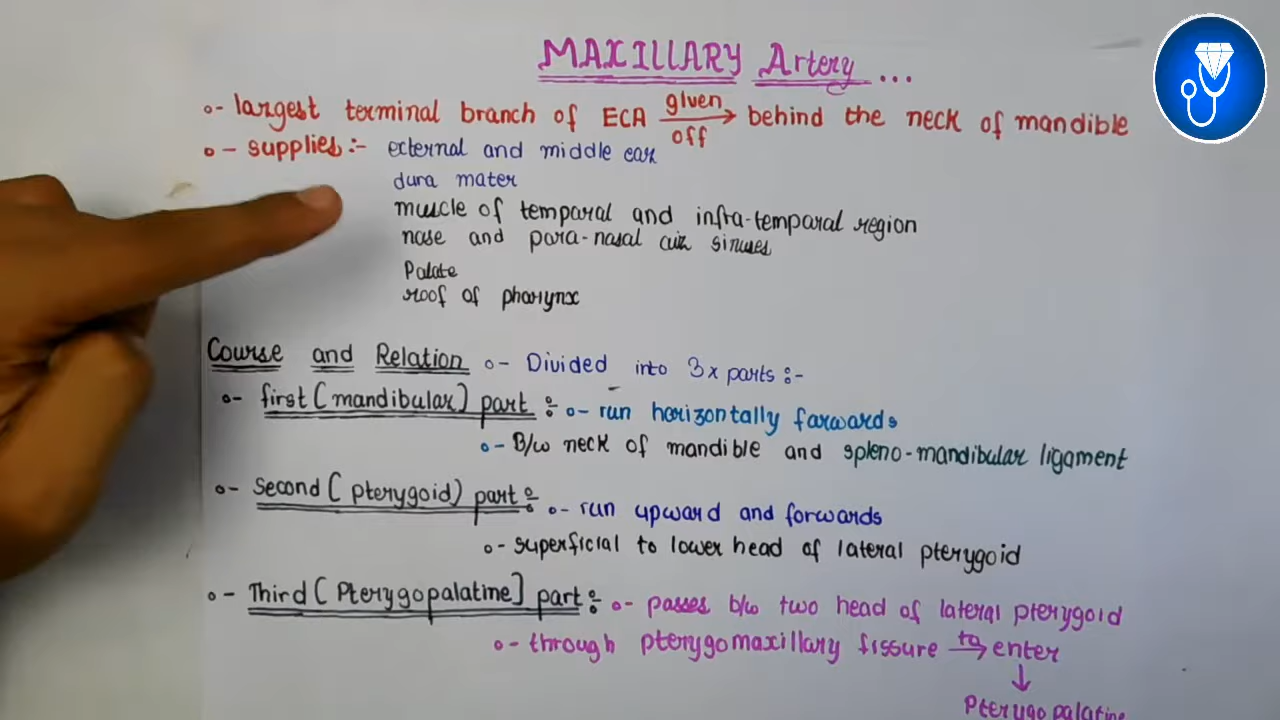 MAXILLARY Artery ...
o- largest terminal branch of ECA given off → behind the neck of mandible
o- supplies:- external and middle ear
dura mater
muscle of temporal and infra-temporal region
nose and para-nasal air sinuses
Palate
roof of pharynx
Course and Relation o- Divided into 3x parts :-
o- first (mandibular) part : o- run horizontally farwards
o- B/w neck of mandible and spleno-mandibular ligament
o- Second (pterygoid) part : o- run upward and forwards
o- superficial to lower head of lateral pterygoid
o- Third (Pterygopalatine) part : o- passes b/w two head of lateral pterygoid
o- through pterygomaxillary fissure to → enter
↓
Pterygopalatine